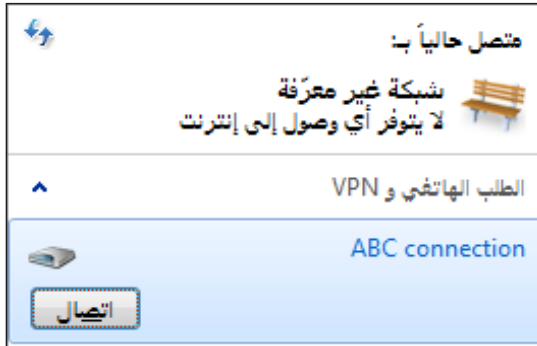 متصل حالياً بـ:
شبكة غير معرّفة
لا يتوفر أي وصول إلى إنترنت
الطلب الهاتفي و VPN
ABC connection
اتصال